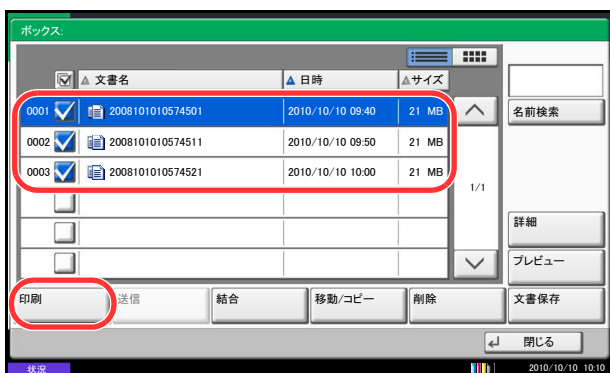 ボックス:
文書名 日時 サイズ
0001 2008101010574501 2010/10/10 09:40 21 MB
名前検索
0002 2008101010574511 2010/10/10 09:50 21 MB
0003 2008101010574521 2010/10/10 10:00 21 MB
1/1
詳細
プレビュー
印刷 送信 結合 移動/コピー 削除 文書保存
閉じる
状況 2010/10/10 10:10